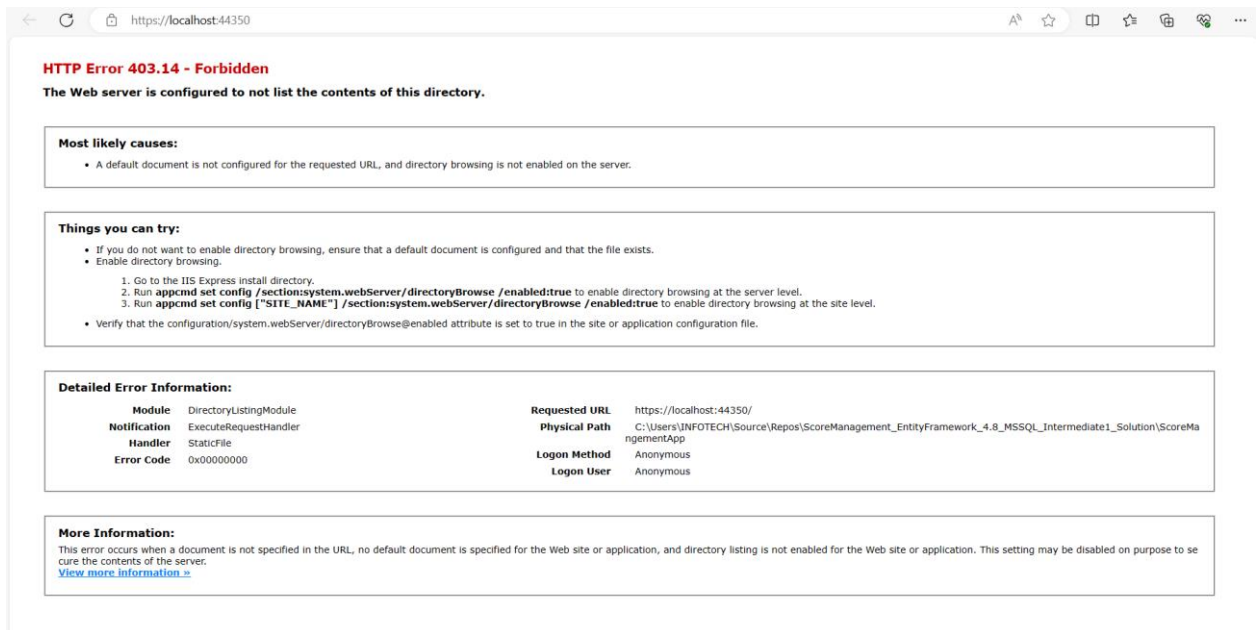 https://localhost:44350
HTTP Error 403.14 - Forbidden
The Web server is configured to not list the contents of this directory.
Most likely causes:
• A default document is not configured for the requested URL, and directory browsing is not enabled on the server.
Things you can try:
• If you do not want to enable directory browsing, ensure that a default document is configured and that the file exists.
• Enable directory browsing.
1. Go to the IIS Express install directory.
2. Run appcmd set config /section:system.webServer/directoryBrowse /enabled:true to enable directory browsing at the server level.
3. Run appcmd set config ["SITE_NAME"] /section:system.webServer/directoryBrowse /enabled:true to enable directory browsing at the site level.
• Verify that the configuration/system.webServer/directoryBrowse@enabled attribute is set to true in the site or application configuration file.
Detailed Error Information:
Module DirectoryListingModule
Notification ExecuteRequestHandler
Handler StaticFile
Error Code 0x00000000
Requested URL https://localhost:44350/
Physical Path C:\Users\INFOTECH\Source\Repos\ScoreManagement_EntityFramework_4.8_MSSQL_Intermediate1_Solution\ScoreMa
ngementApp
Logon Method Anonymous
Logon User Anonymous
More Information:
This error occurs when a document is not specified in the URL, no default document is specified for the Web site or application, and directory listing is not enabled for the Web site or application. This setting may be disabled on purpose to se
cure the contents of the server.
View more information »